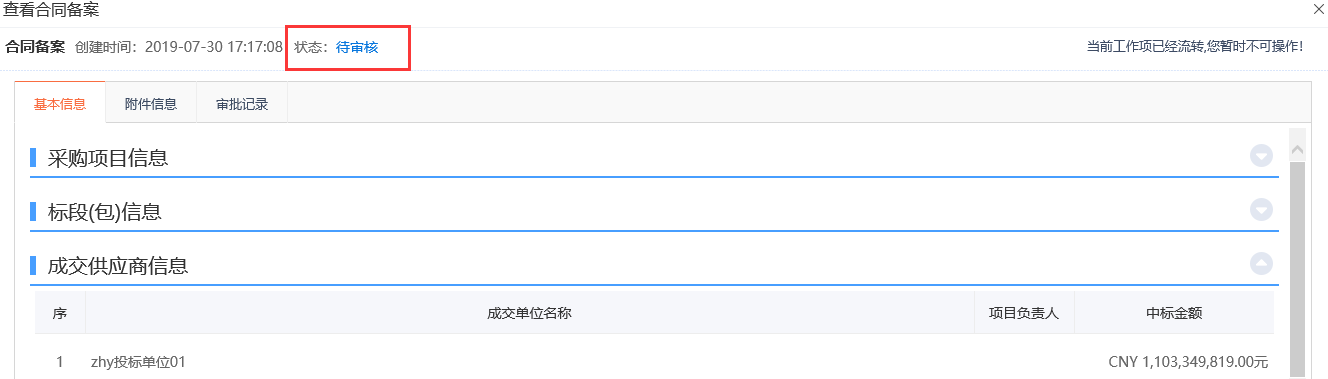 查看合同备案
合同备案 创建时间：2019-07-30 17:17:08 状态：待审核 当前工作项已经流转,您暂时不可操作!
基本信息 附件信息 审批记录
采购项目信息
标段(包)信息
成交供应商信息
序 成交单位名称 项目负责人 中标金额
1 zhy投标单位01 CNY 1,103,349,819.00元